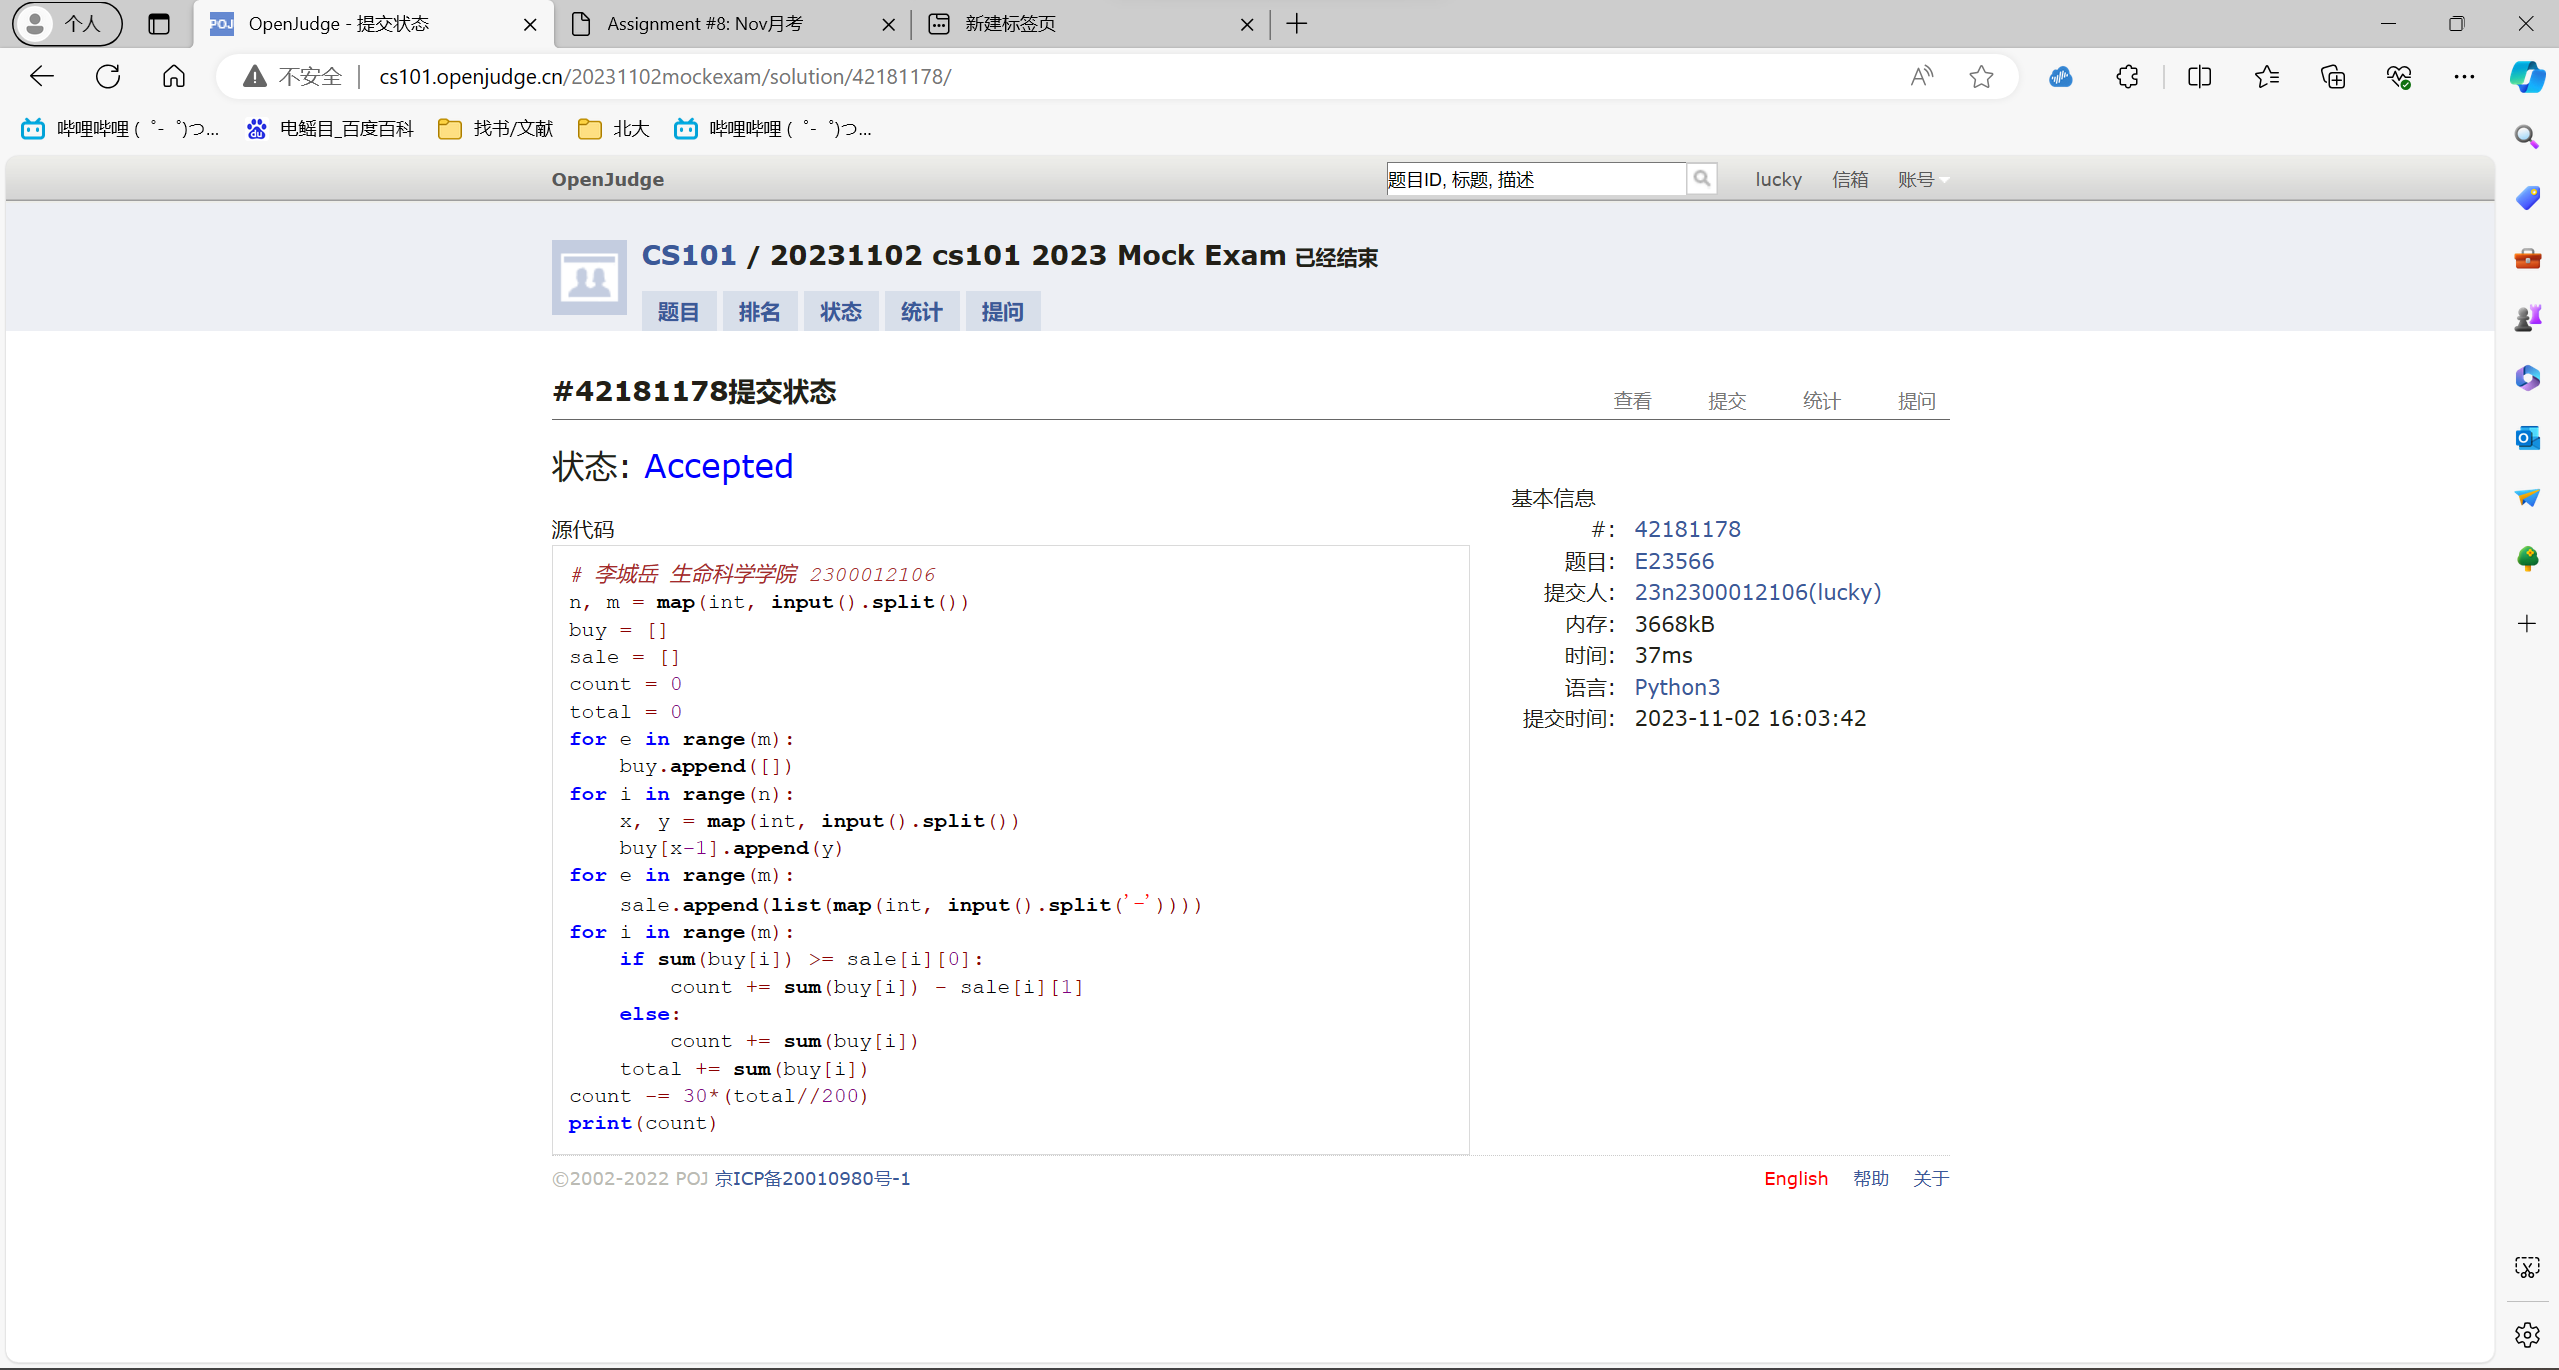 个人
OpenJudge - 提交状态
Assignment #8: Nov月考
新建标签页
不安全
cs101.openjudge.cn/20231102mockexam/solution/42181178/
哔哩哔哩 (゜-゜)つ...
电鳐目_百度百科
找书/文献
北大
哔哩哔哩 (゜-゜)つ...
OpenJudge
题目ID, 标题, 描述
lucky
信箱
账号
CS101 / 20231102 cs101 2023 Mock Exam 已经结束
题目
排名
状态
统计
提问
#42181178提交状态
查看
提交
统计
提问
状态: Accepted
源代码
# 李城岳 生命科学学院 2300012106
n, m = map(int, input().split())
buy = []
sale = []
count = 0
total = 0
for e in range(m):
    buy.append([])
for i in range(n):
    x, y = map(int, input().split())
    buy[x-1].append(y)
for e in range(m):
    sale.append(list(map(int, input().split('-'))))
for i in range(m):
    if sum(buy[i]) >= sale[i][0]:
        count += sum(buy[i]) - sale[i][1]
    else:
        count += sum(buy[i])
    total += sum(buy[i])
count -= 30*(total//200)
print(count)
基本信息
#: 42181178
题目: E23566
提交人: 23n2300012106(lucky)
内存: 3668kB
时间: 37ms
语言: Python3
提交时间: 2023-11-02 16:03:42
©2002-2022 POJ 京ICP备20010980号-1
English
帮助
关于